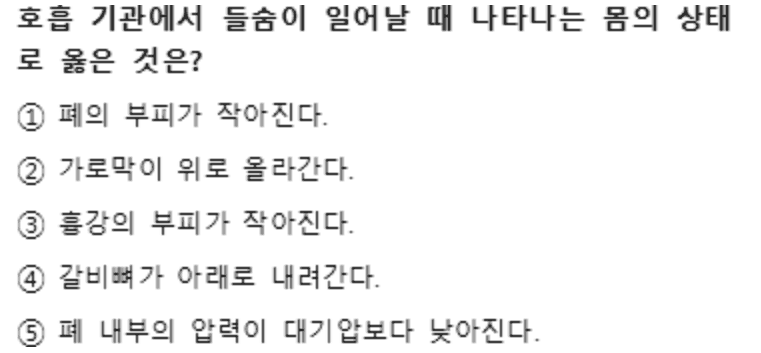 호흡 기관에서 들숨이 일어날 때 나타나는 몸의 상태
로 옳은 것은?
① 폐의 부피가 작아진다.
② 가로막이 위로 올라간다.
③ 흉강의 부피가 작아진다.
④ 갈비뼈가 아래로 내려간다.
⑤ 폐 내부의 압력이 대기압보다 낮아진다.